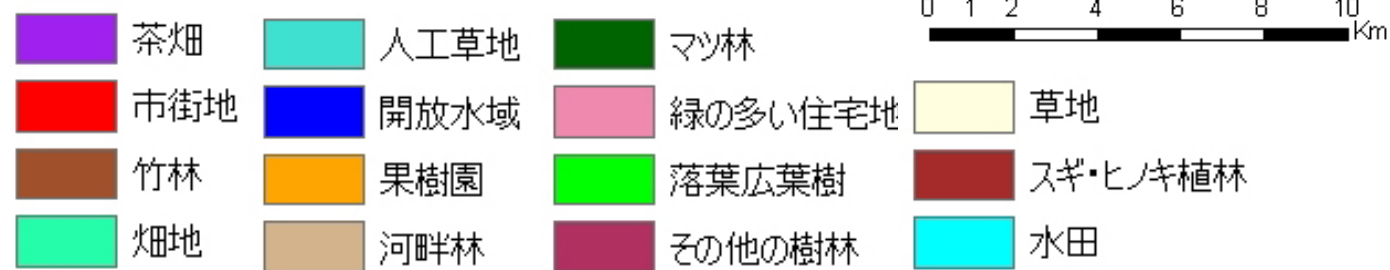 0 1 2 4 6 8 10
Km
茶畑
市街地
竹林
畑地
人工草地
開放水域
果樹園
河畔林
マツ林
緑の多い住宅地
落葉広葉樹
その他の樹林
草地
スギ・ヒノキ植林
水田